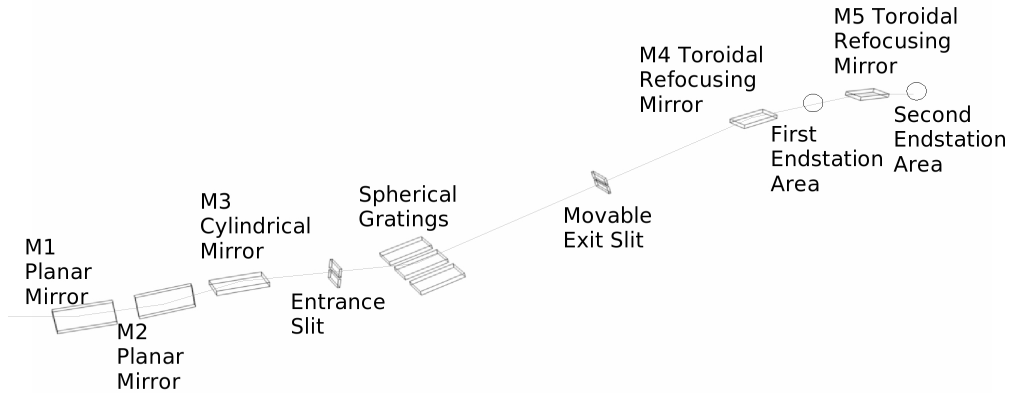 M1
Planar
Mirror
M2
Planar
Mirror
M3
Cylindrical
Mirror
Entrance
Slit
Spherical
Gratings
Movable
Exit Slit
M4 Toroidal
Refocusing
Mirror
First
Endstation
Area
M5 Toroidal
Refocusing
Mirror
Second
Endstation
Area